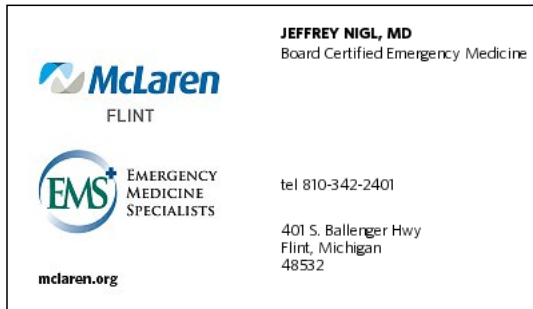 McLaren
FLINT
EMS
EMERGENCY
MEDICINE
SPECIALISTS
mclaren.org
JEFFREY NIGL, MD
Board Certified Emergency Medicine
tel 810-342-2401
401 S. Ballenger Hwy
Flint, Michigan
48532